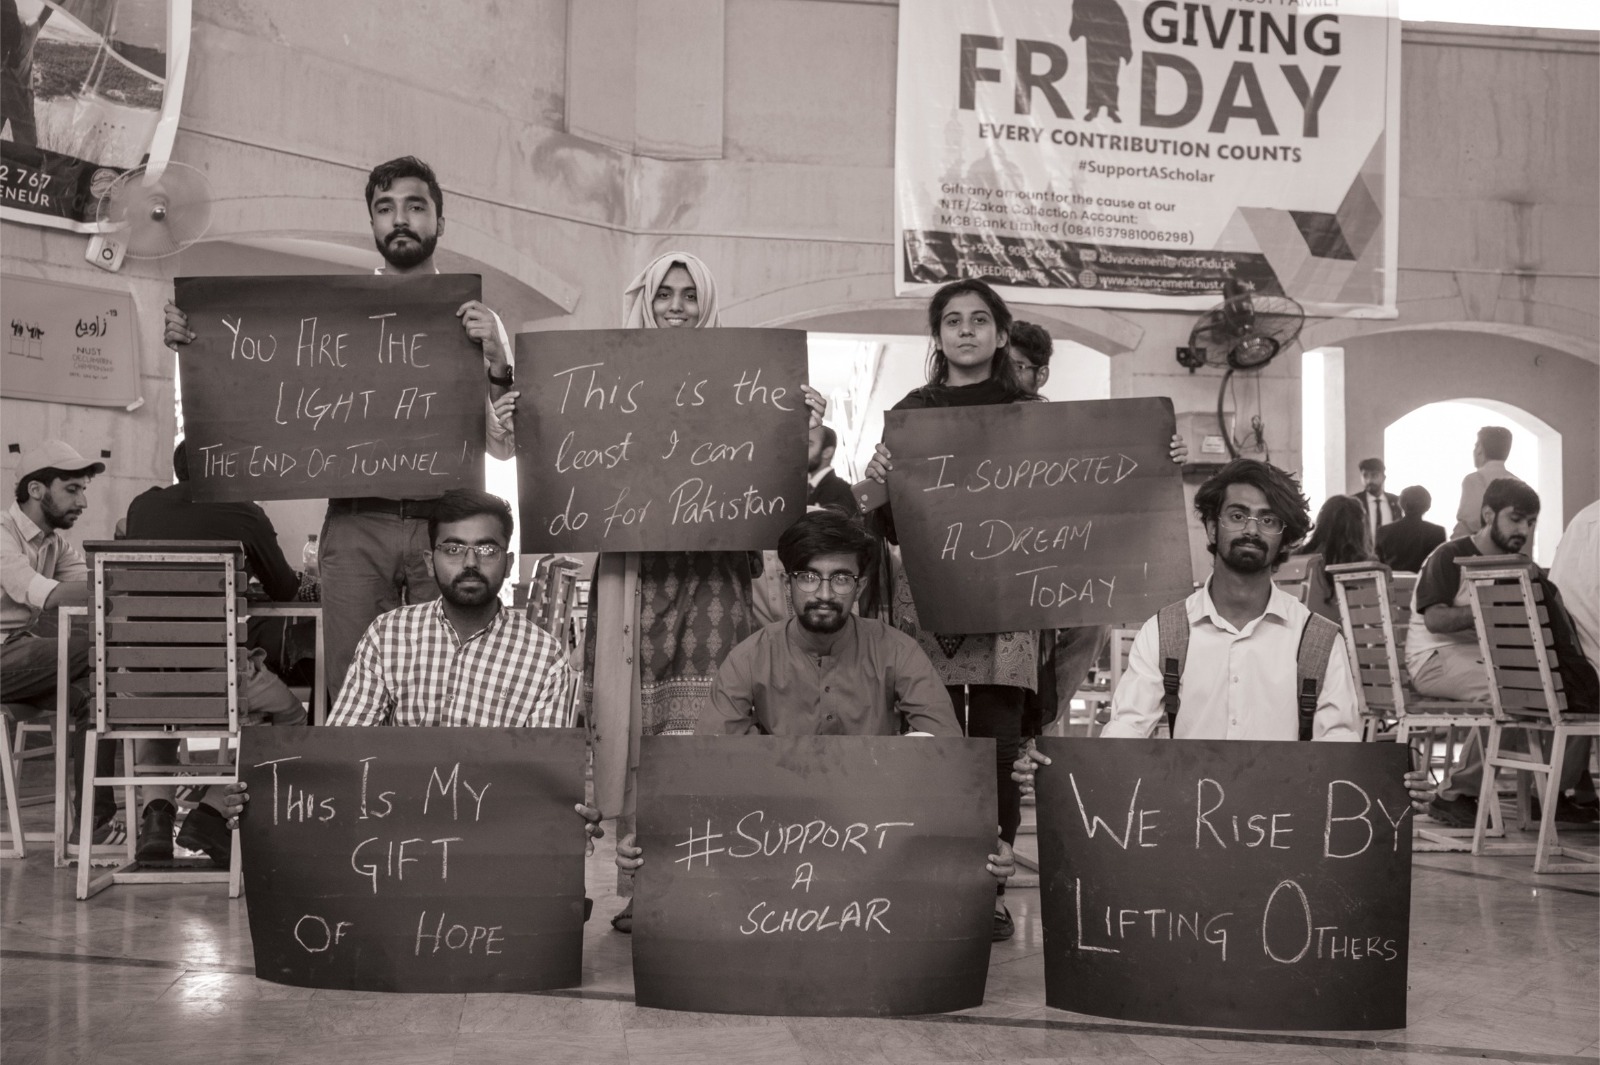 2 767
ENEUR
زاویہ
NUST
GIVING
FRIDAY
EVERY CONTRIBUTION COUNTS
#SupportAScholar
Gift any amount for the cause at our
NTF/Zakat Collection Account:
MCB Bank Limited (0841637981006298)
advancement@nust.edu.pk
www.advancement.nust.edu.pk
YOU ARE THE
LIGHT AT
THE END OF TUNNEL !
This is the
least I can
do for Pakistan
I SUPPORTED
A DREAM
TODAY !
THIS IS MY
GIFT
OF HOPE
#SUPPORT
A
SCHOLAR
WE RISE BY
LIFTING OTHERS